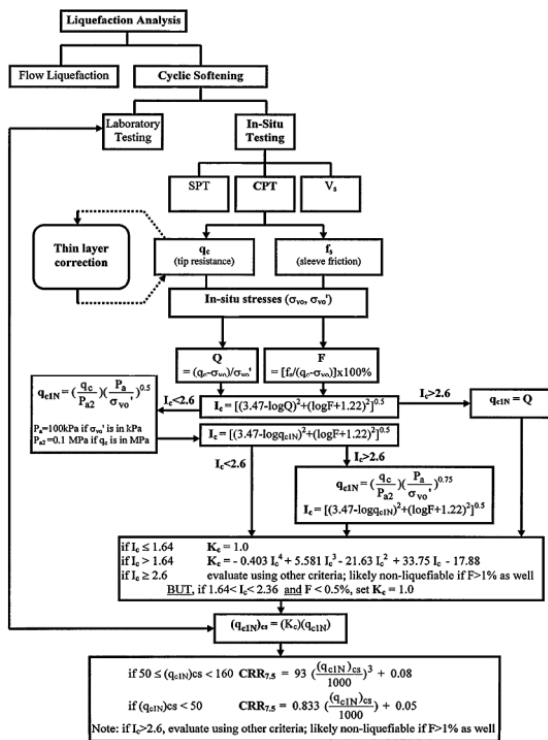 Liquefaction Analysis
Flow Liquefaction
Cyclic Softening
Laboratory
Testing
In-Situ
Testing
SPT
CPT
Vs
Thin layer
correction
qc
(tip resistance)
fs
(sleeve friction)
In-situ stresses (σvo, σvo')
Q
= (qc-σvo)/σvo'
F
= [fs/(qc-σvo)]x100%
qc1N = (qc/Pa2)(Pa/σvo')^0.5
Pa=100kPa if σvo' is in kPa
Pa2=0.1 MPa if qc is in MPa
Ic<2.6
Ic = [(3.47-logQ)²+(logF+1.22)²]^0.5
Ic>2.6
qc1N = Q
Ic = [(3.47-logqc1N)²+(logF+1.22)²]^0.5
Ic<2.6
Ic>2.6
qc1N = (qc/Pa2)(Pa/σvo')^0.75
Ic = [(3.47-logqc1N)²+(logF+1.22)²]^0.5
if Ic ≤ 1.64 Kc = 1.0
if Ic > 1.64 Kc = - 0.403 Ic^4 + 5.581 Ic^3 - 21.63 Ic^2 + 33.75 Ic - 17.88
if Ic ≥ 2.6 evaluate using other criteria; likely non-liquefiable if F>1% as well
BUT, if 1.64< Ic< 2.36 and F < 0.5%, set Kc = 1.0
(qc1N)cs = (Kc)(qc1N)
if 50 ≤ (qc1N)cs < 160 CRR7.5 = 93 ((qc1N)cs/1000)^3 + 0.08
if (qc1N)cs < 50 CRR7.5 = 0.833 ((qc1N)cs/1000) + 0.05
Note: if Ic>2.6, evaluate using other criteria; likely non-liquefiable if F>1% as well